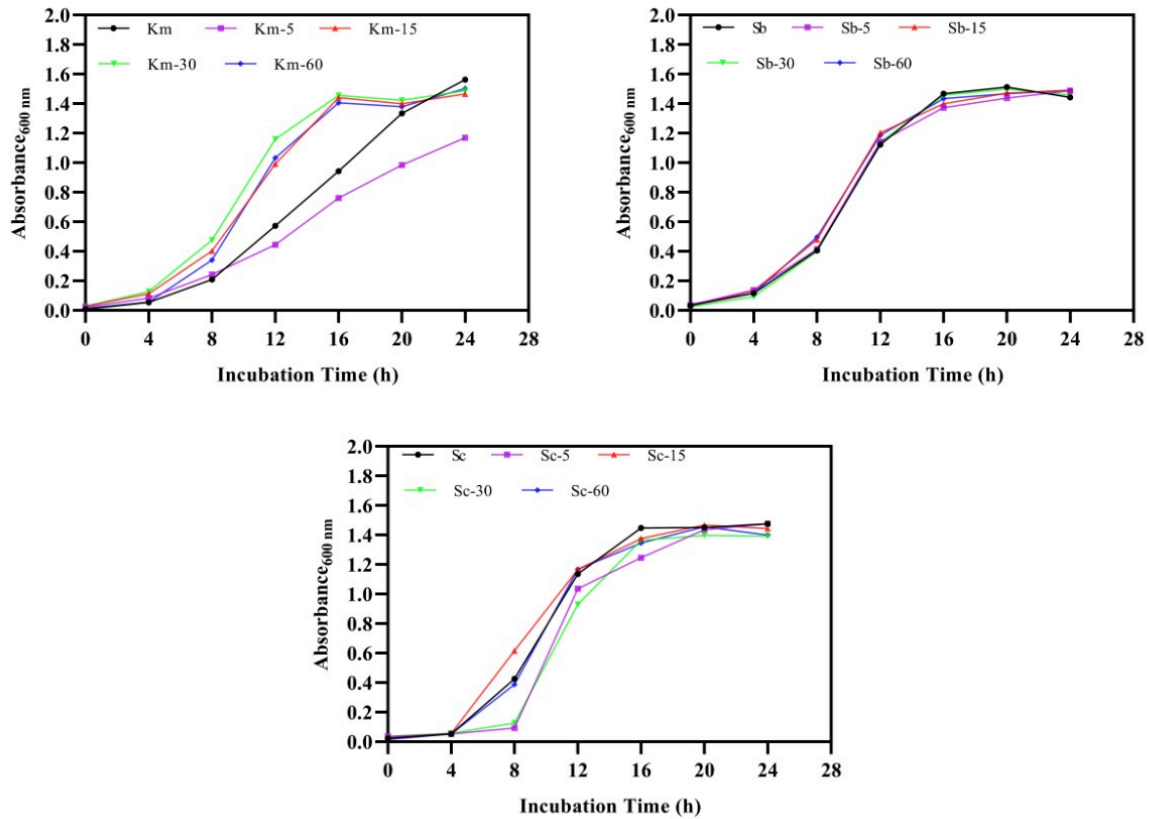 Km Km-5 Km-15
Km-30 Km-60
Absorbance600 nm
2.0
1.8
1.6
1.4
1.2
1.0
0.8
0.6
0.4
0.2
0.0
0 4 8 12 16 20 24 28
Incubation Time (h)
Sb Sb-5 Sb-15
Sb-30 Sb-60
Absorbance600 nm
2.0
1.8
1.6
1.4
1.2
1.0
0.8
0.6
0.4
0.2
0.0
0 4 8 12 16 20 24 28
Incubation Time (h)
Sc Sc-5 Sc-15
Sc-30 Sc-60
Absorbance600 nm
2.0
1.8
1.6
1.4
1.2
1.0
0.8
0.6
0.4
0.2
0.0
0 4 8 12 16 20 24 28
Incubation Time (h)